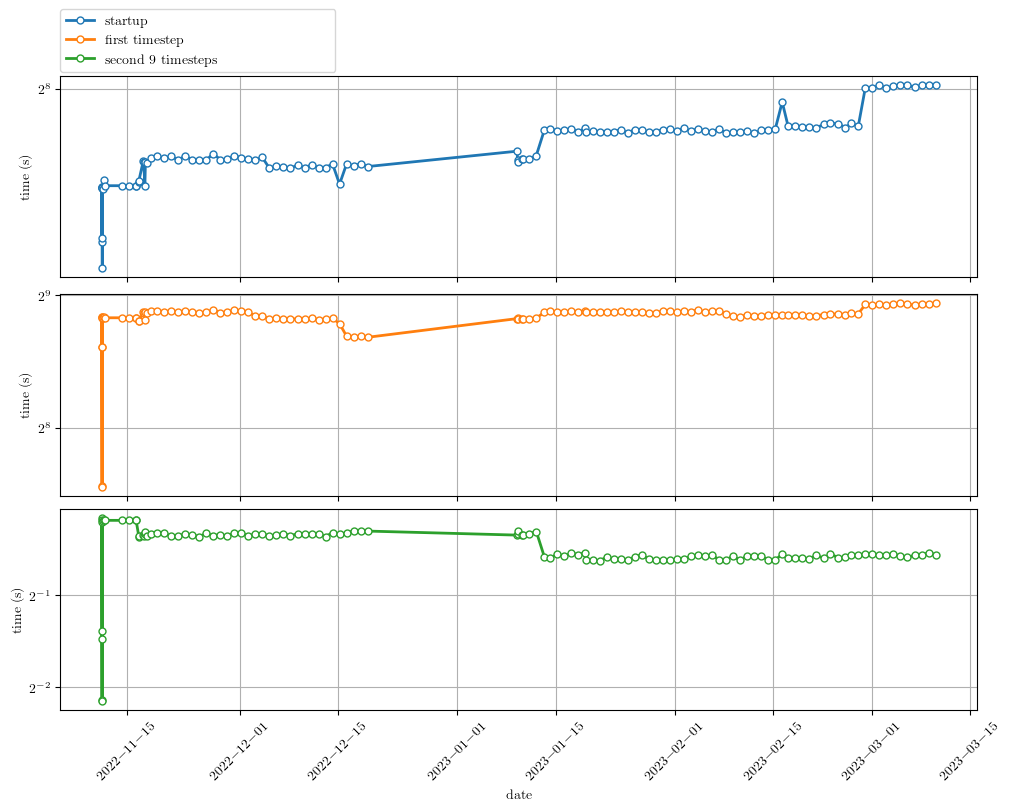 startup
first timestep
second 9 timesteps
2^8
time (s)
2^9
2^8
time (s)
2^−1
2^−2
time (s)
2022−11−15
2022−12−01
2022−12−15
2023−01−01
2023−01−15
2023−02−01
2023−02−15
2023−03−01
2023−03−15
date